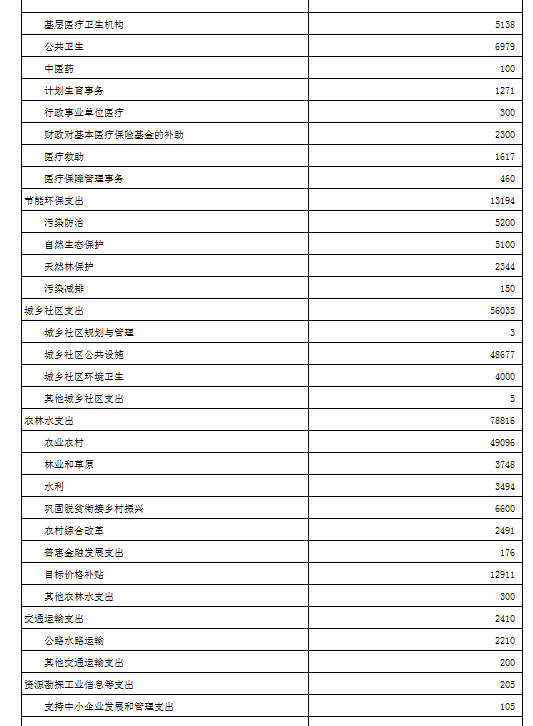 基层医疗卫生机构 5138
公共卫生 6979
中医药 100
计划生育事务 1271
行政事业单位医疗 300
财政对基本医疗保险基金的补助 2300
医疗救助 1617
医疗保障管理事务 460
节能环保支出 13194
污染防治 5200
自然生态保护 5100
天然林保护 2344
污染减排 150
城乡社区支出 56035
城乡社区规划与管理 3
城乡社区公共设施 48677
城乡社区环境卫生 4000
其他城乡社区支出 5
农林水支出 78816
农业农村 49096
林业和草原 3748
水利 3494
巩固脱贫衔接乡村振兴 6600
农村综合改革 2491
普惠金融发展支出 176
目标价格补贴 12911
其他农林水支出 300
交通运输支出 2410
公路水路运输 2210
其他交通运输支出 200
资源勘探工业信息等支出 205
支持中小企业发展和管理支出 105